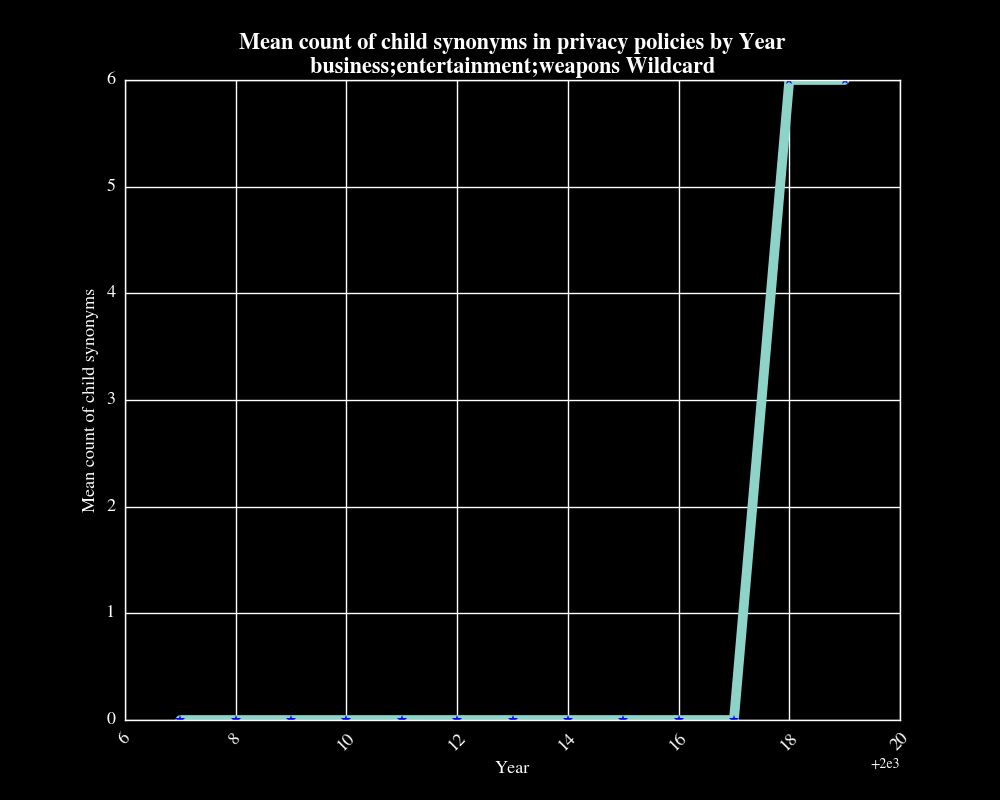 Mean count of child synonyms in privacy policies by Year
business;entertainment;weapons Wildcard
6
5
4
3
2
1
0
Mean count of child synonyms
6 8 10 12 14 16 18 20
+2e3
Year